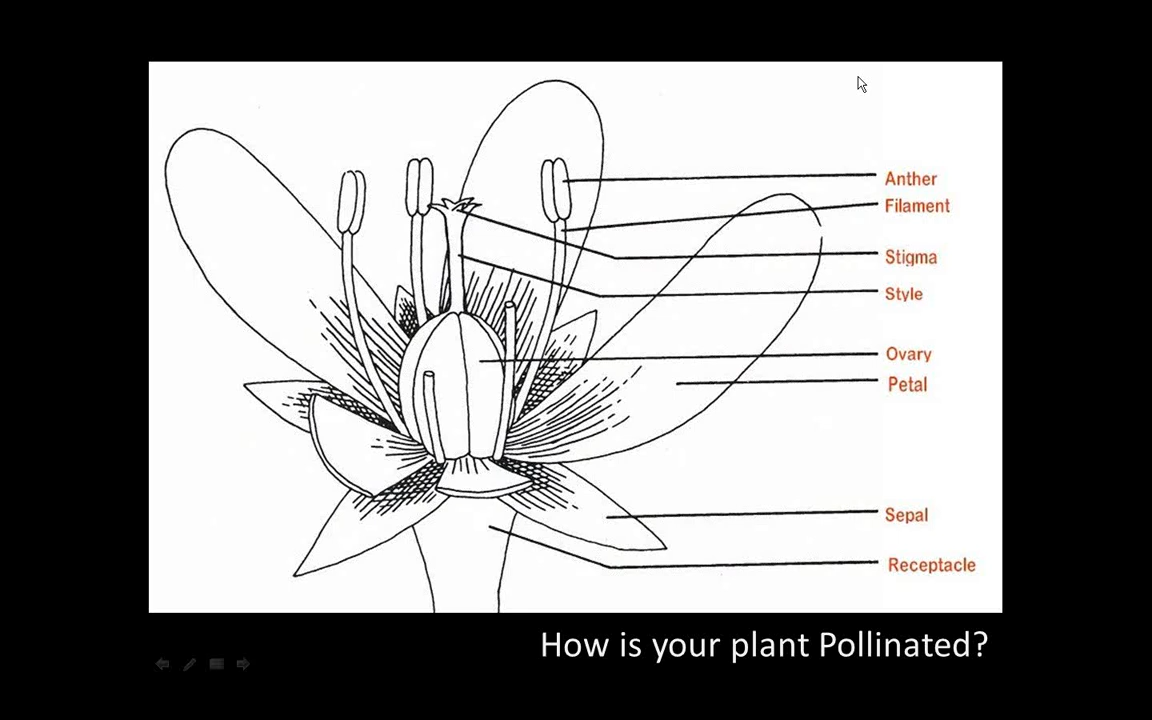 Anther
Filament
Stigma
Style
Ovary
Petal
Sepal
Receptacle
How is your plant Pollinated?